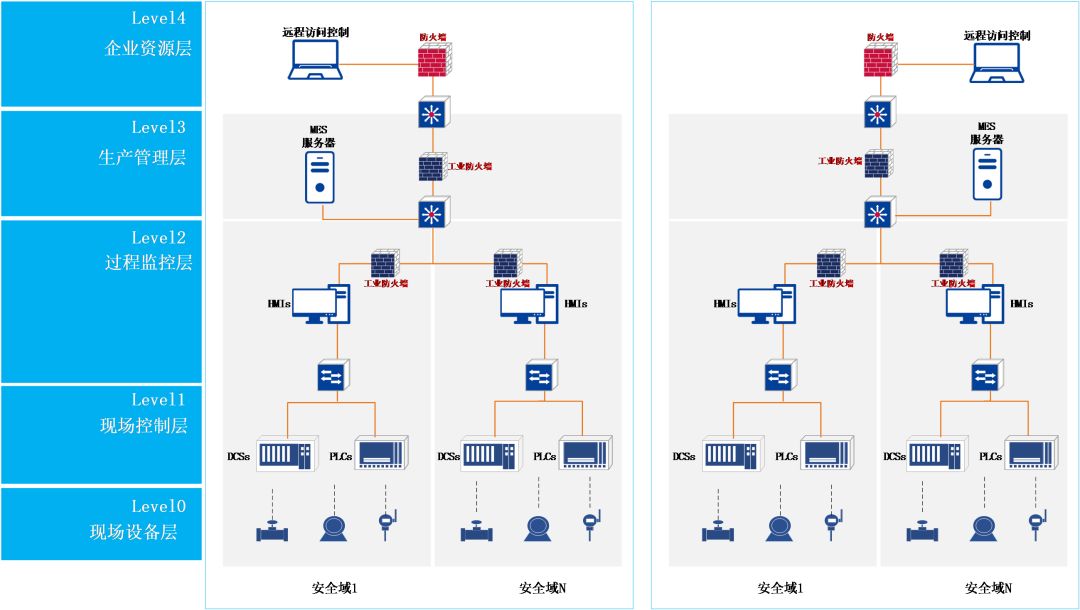 Level4
企业资源层
Level3
生产管理层
Level2
过程监控层
Level1
现场控制层
Level0
现场设备层
远程访问控制
防火墙
MES
服务器
工业防火墙
工业防火墙
工业防火墙
HMIs
HMIs
DCSs
PLCs
DCSs
PLCs
安全域1
安全域N
防火墙
远程访问控制
MES
服务器
工业防火墙
工业防火墙
工业防火墙
HMIs
HMIs
DCSs
PLCs
DCSs
PLCs
安全域1
安全域N